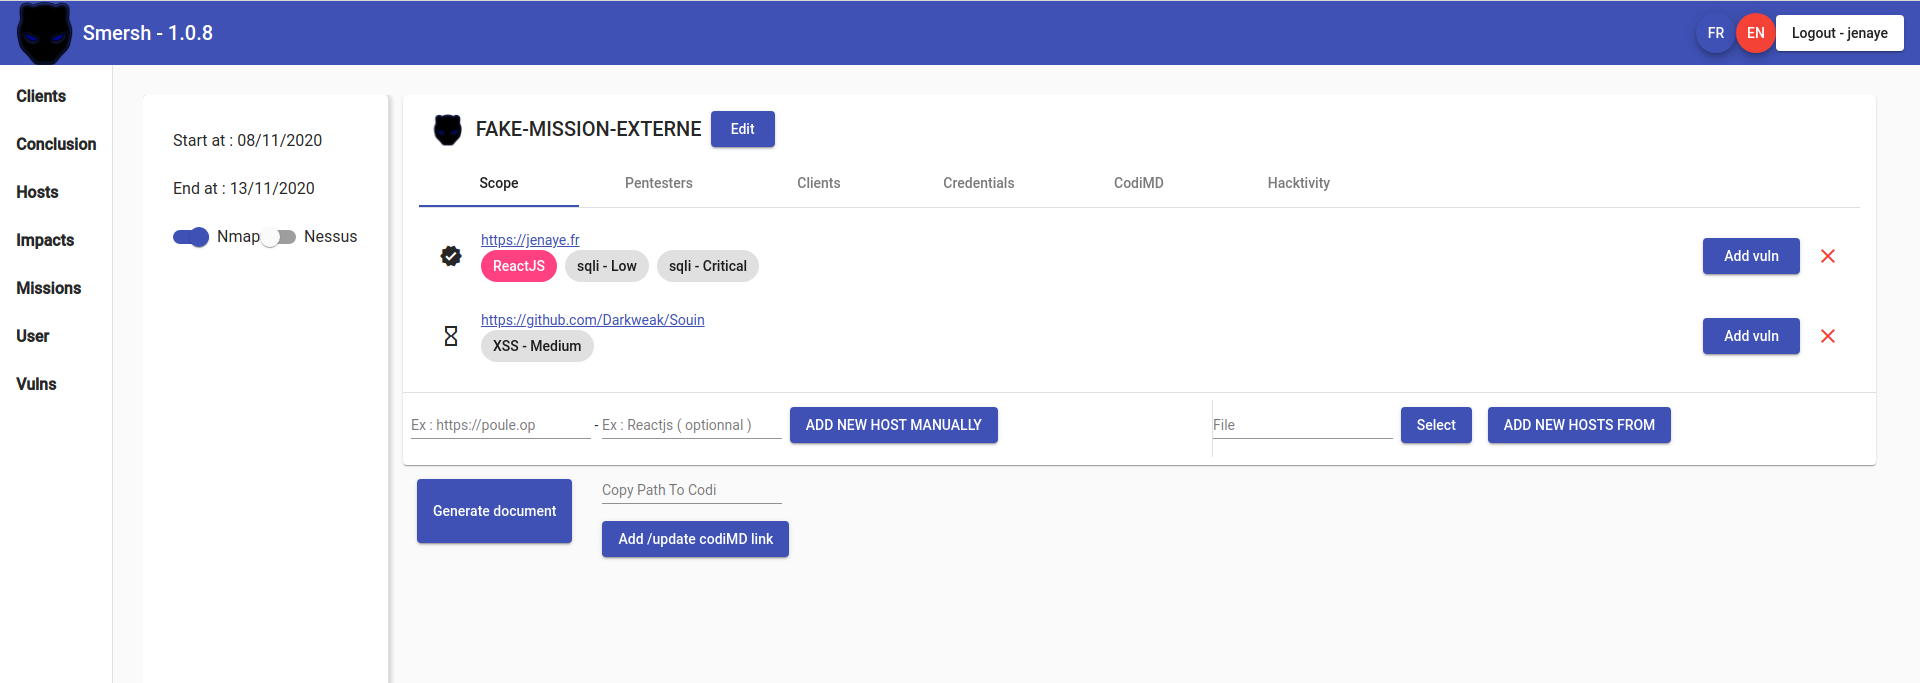 Smersh - 1.0.8
FR
EN
Logout - jenaye
Clients
Conclusion
Hosts
Impacts
Missions
User
Vulns
Start at : 08/11/2020
End at : 13/11/2020
Nmap
Nessus
FAKE-MISSION-EXTERNE
Edit
Scope
Pentesters
Clients
Credentials
CodiMD
Hacktivity
https://jenaye.fr
ReactJS
sqli - Low
sqli - Critical
Add vuln
https://github.com/Darkweak/Souin
XSS - Medium
Add vuln
Ex : https://poule.op
- Ex : Reactjs ( optionnal )
ADD NEW HOST MANUALLY
File
Select
ADD NEW HOSTS FROM
Generate document
Copy Path To Codi
Add /update codiMD link